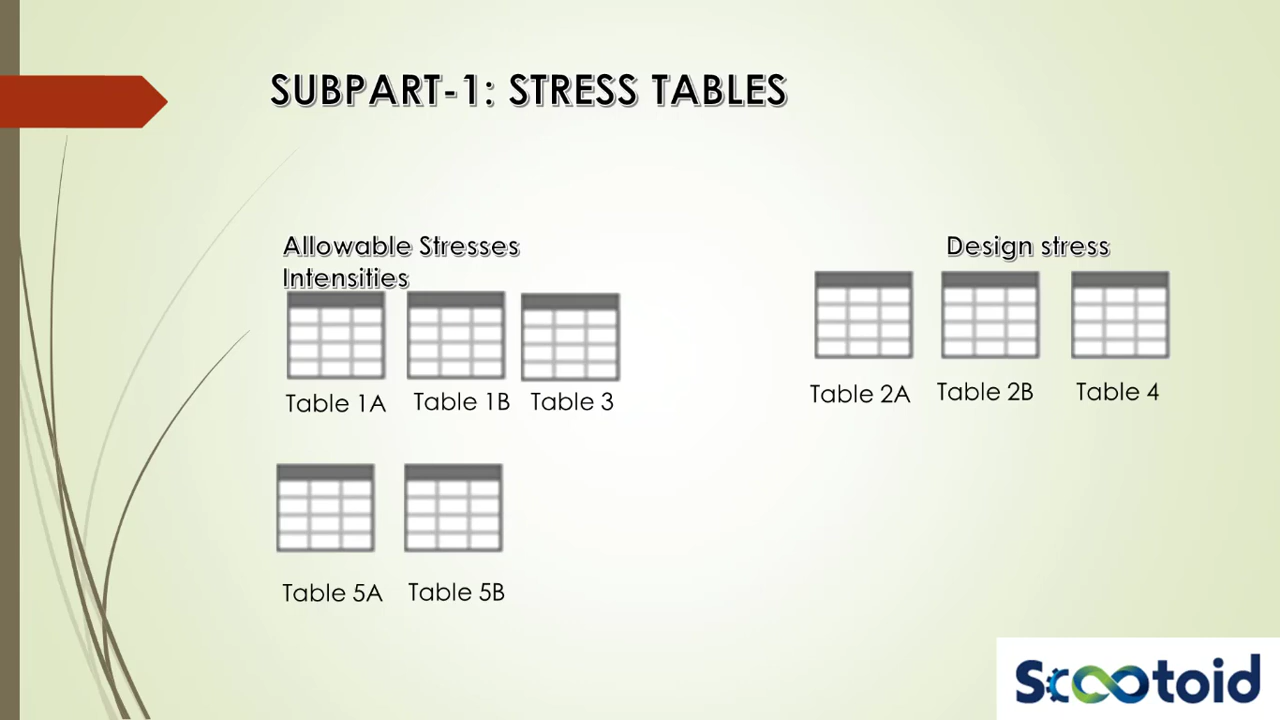 SUBPART-1: STRESS TABLES
Allowable Stresses
Intensities
Table 1A
Table 1B
Table 3
Design stress
Table 2A
Table 2B
Table 4
Table 5A
Table 5B
Scootoid